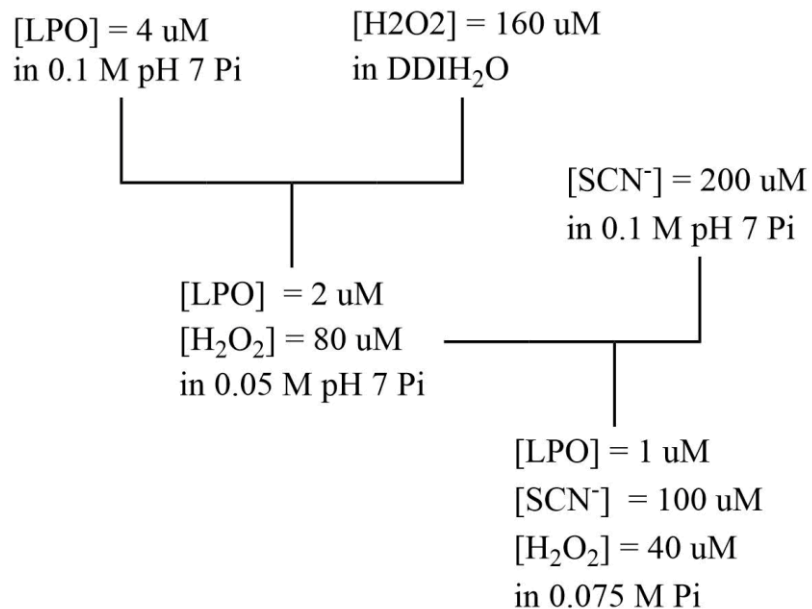 [LPO] = 4 uM
in 0.1 M pH 7 Pi
[H2O2] = 160 uM
in DDIH₂O
[SCN⁻] = 200 uM
in 0.1 M pH 7 Pi
[LPO] = 2 uM
[H₂O₂] = 80 uM
in 0.05 M pH 7 Pi
[LPO] = 1 uM
[SCN⁻] = 100 uM
[H₂O₂] = 40 uM
in 0.075 M Pi